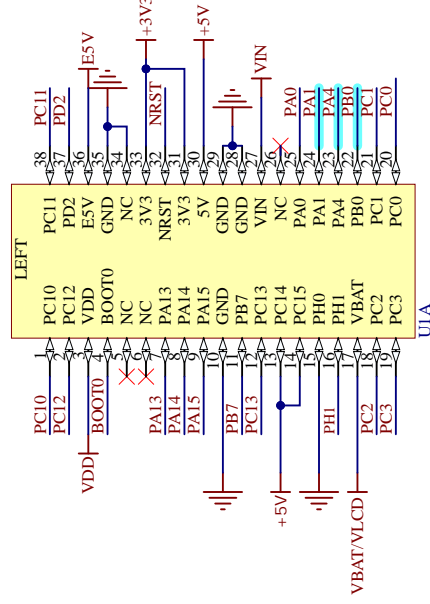 LEFT
PC10 1 PC10 PC11 38 PC11
PC12 2 PC12 PD2 37 PD2
VDD 3 VDD E5V 36 E5V
BOOT0 4 BOOT0 GND 35
5 NC NC 34
6 NC 3V3 33 +3V3
PA13 7 PA13 NRST 32 NRST
PA14 8 PA14 3V3 31
PA15 9 PA15 5V 30 +5V
10 GND GND 29
PB7 11 PB7 GND 28
PC13 12 PC13 VIN 27 VIN
+5V 13 PC14 NC 26
14 PC15 PA0 25 PA0
15 PH0 PA1 24 PA1
PH1 16 PH1 PA4 23 PA4
VBAT/VLCD 17 VBAT PB0 22 PB0
PC2 18 PC2 PC1 21 PC1
PC3 19 PC3 PC0 20 PC0
U1A